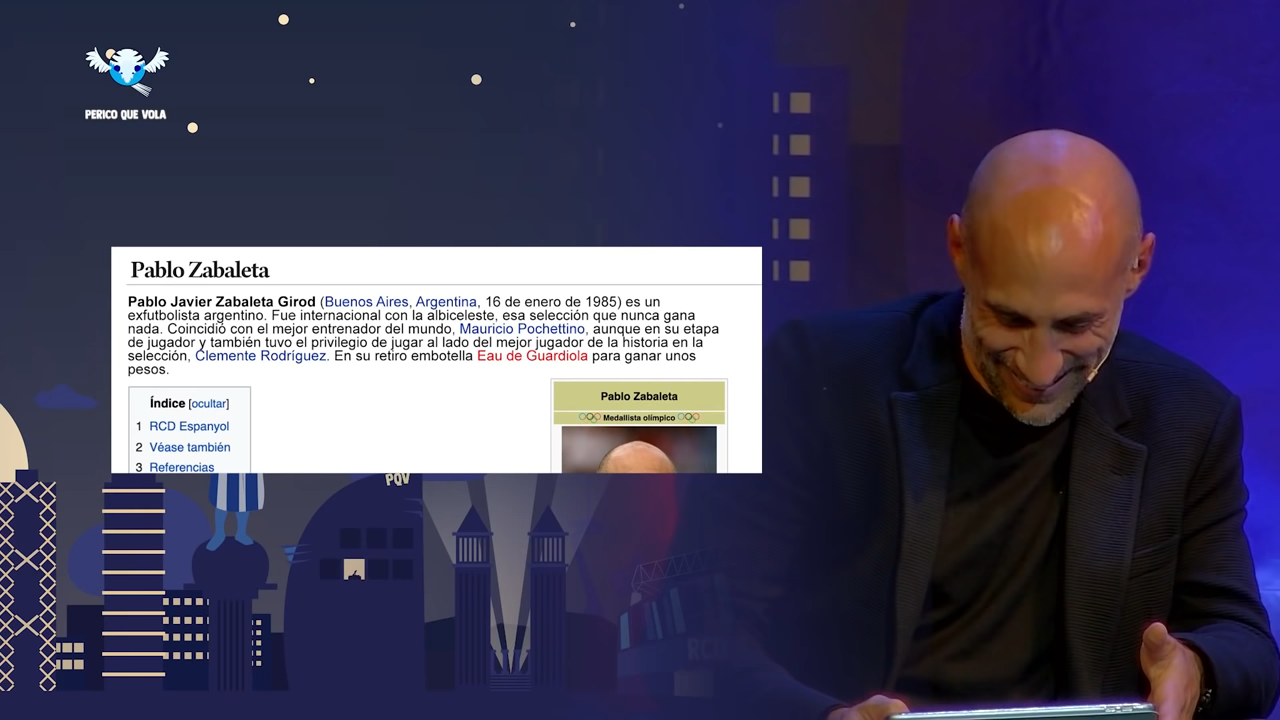 PERICO QUE VOLA
Pablo Zabaleta
Pablo Javier Zabaleta Girod (Buenos Aires, Argentina, 16 de enero de 1985) es un
exfutbolista argentino. Fue internacional con la albiceleste, esa selección que nunca gana
nada. Coincidió con el mejor entrenador del mundo, Mauricio Pochettino, aunque en su etapa
de jugador y también tuvo el privilegio de jugar al lado del mejor jugador de la historia en la
selección, Clemente Rodríguez. En su retiro embotella Eau de Guardiola para ganar unos
pesos.
Índice [ocultar]
1 RCD Espanyol
2 Véase también
3 Referencias
Pablo Zabaleta
Medallista olímpico
PQV